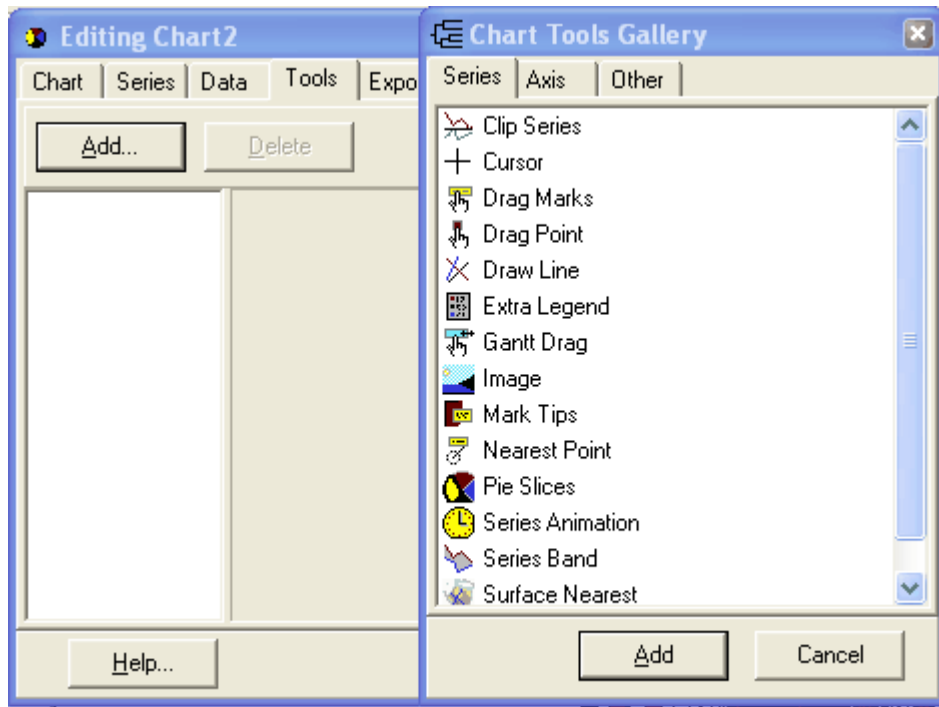 Editing Chart2
Chart Series Data Tools Expo
Add... Delete
Help...
Chart Tools Gallery
Series Axis Other
Clip Series
Cursor
Drag Marks
Drag Point
Draw Line
Extra Legend
Gantt Drag
Image
Mark Tips
Nearest Point
Pie Slices
Series Animation
Series Band
Surface Nearest
Add Cancel